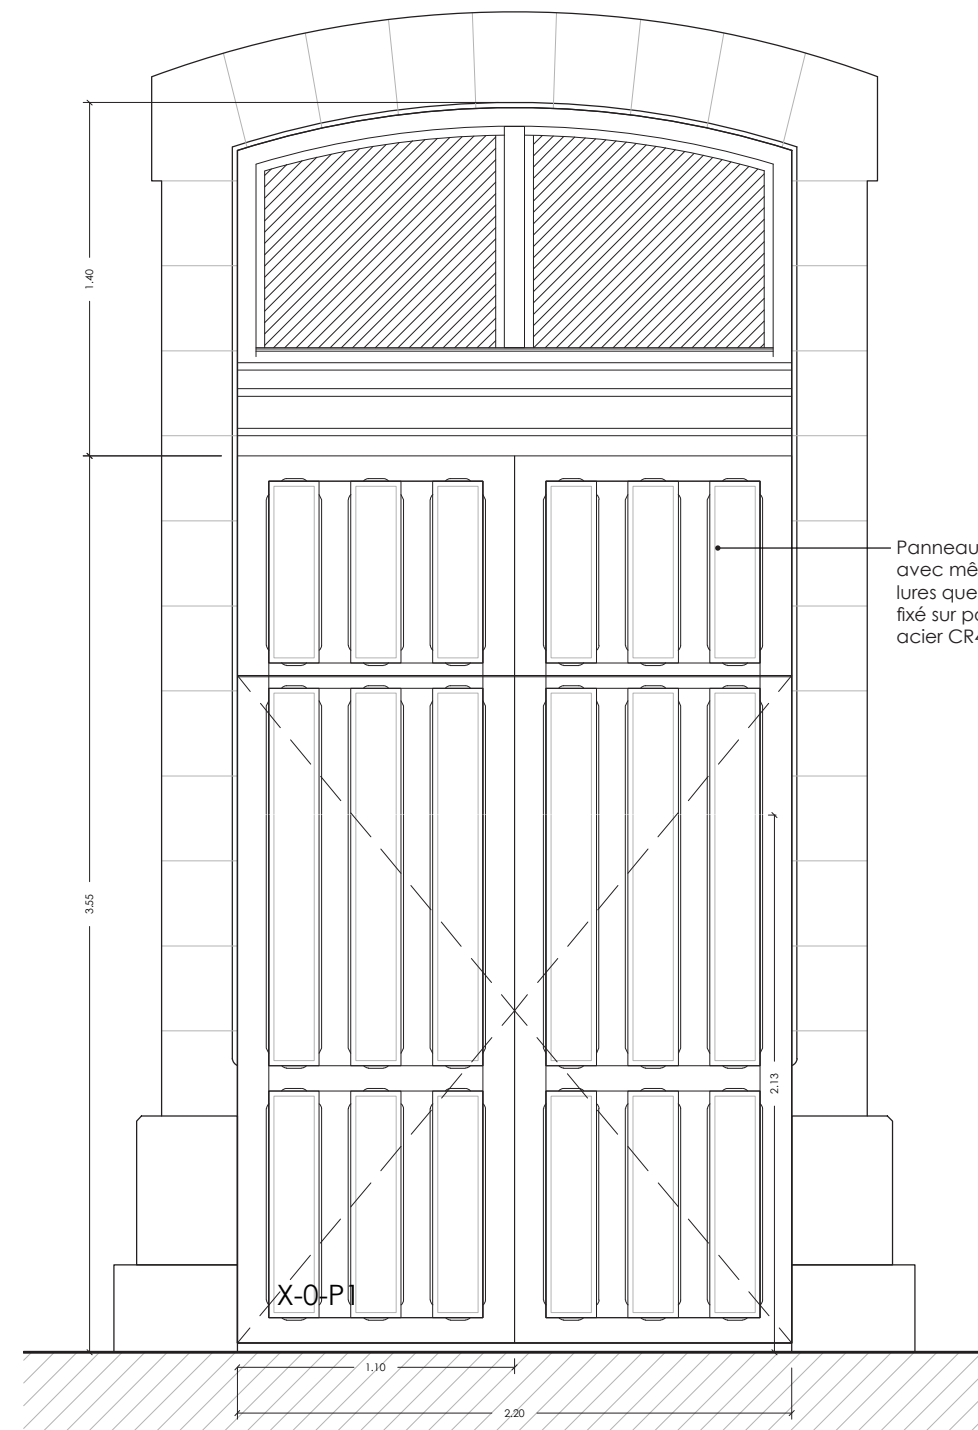 1.40
Panneau
avec mê
lures que
fixé sur p
acier CR4
3.55
2.13
X-0-P1
1.10
2.20